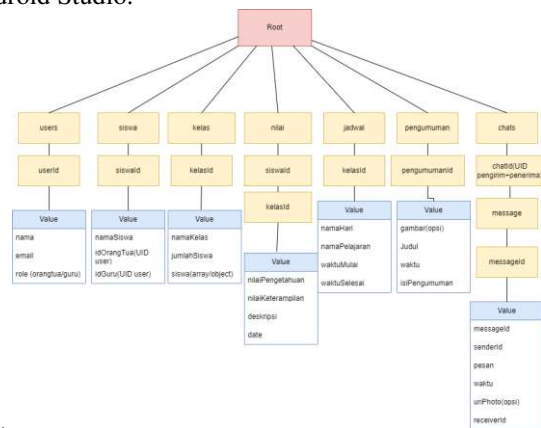 droid Studio.
Root
users
siswa
kelas
nilai
jadwal
pengumuman
chats
userId
siswaId
kelasId
siswaId
kelasId
pengumumanId
chatId(UID
pengirim+penerima)
kelasId
message
messageId
Value
nama
email
role (orangtua/guru)
Value
namaSiswa
idOrangTua(UID
user)
idGuru(UID user)
Value
namaKelas
jumlahSiswa
siswa(array/object)
Value
nilaiPengetahuan
nilaiKeterampilan
deskripsi
date
Value
namaHari
namaPelajaran
waktuMulai
waktuSelesai
Value
gambar(opsi)
Judul
waktu
isiPengumuman
Value
messageId
senderId
pesan
waktu
urlPhoto(opsi)
receiverId